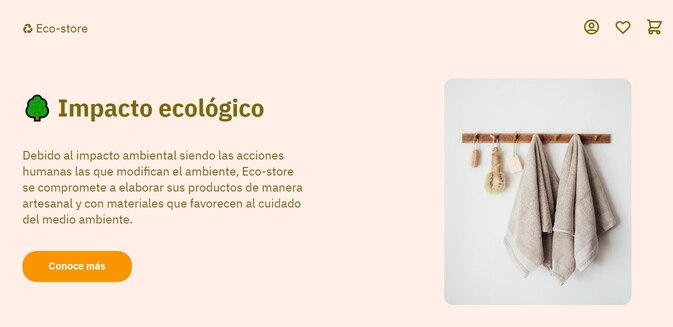 ♻ Eco-store
Impacto ecológico
Debido al impacto ambiental siendo las acciones
humanas las que modifican el ambiente, Eco-store
se compromete a elaborar sus productos de manera
artesanal y con materiales que favorecen al cuidado
del medio ambiente.
Conoce más